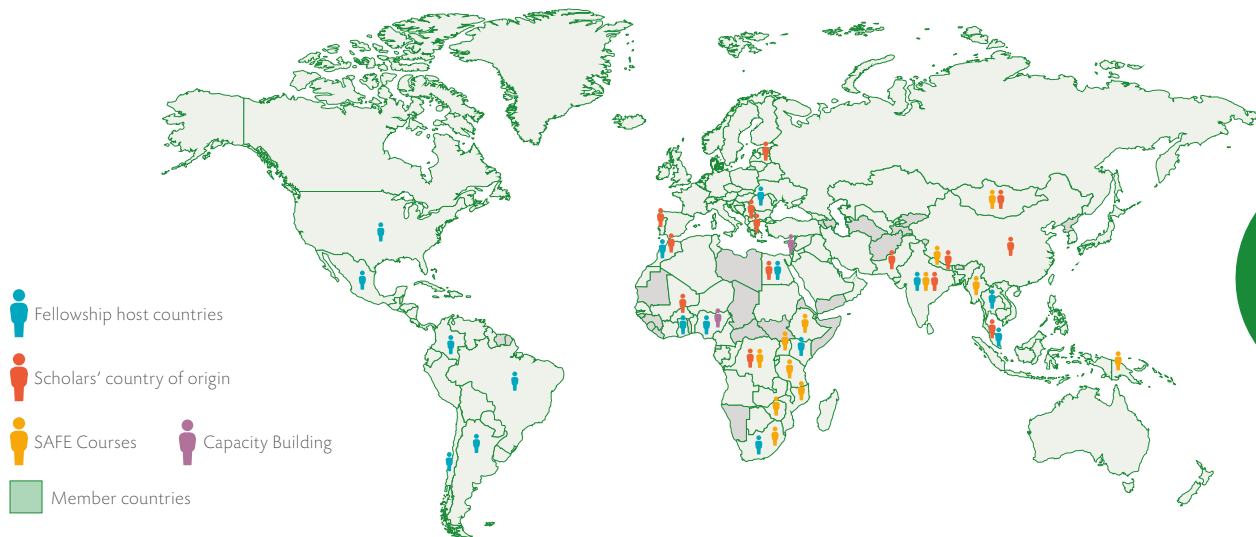 Fellowship host countries
Scholars’ country of origin
SAFE Courses
Capacity Building
Member countries